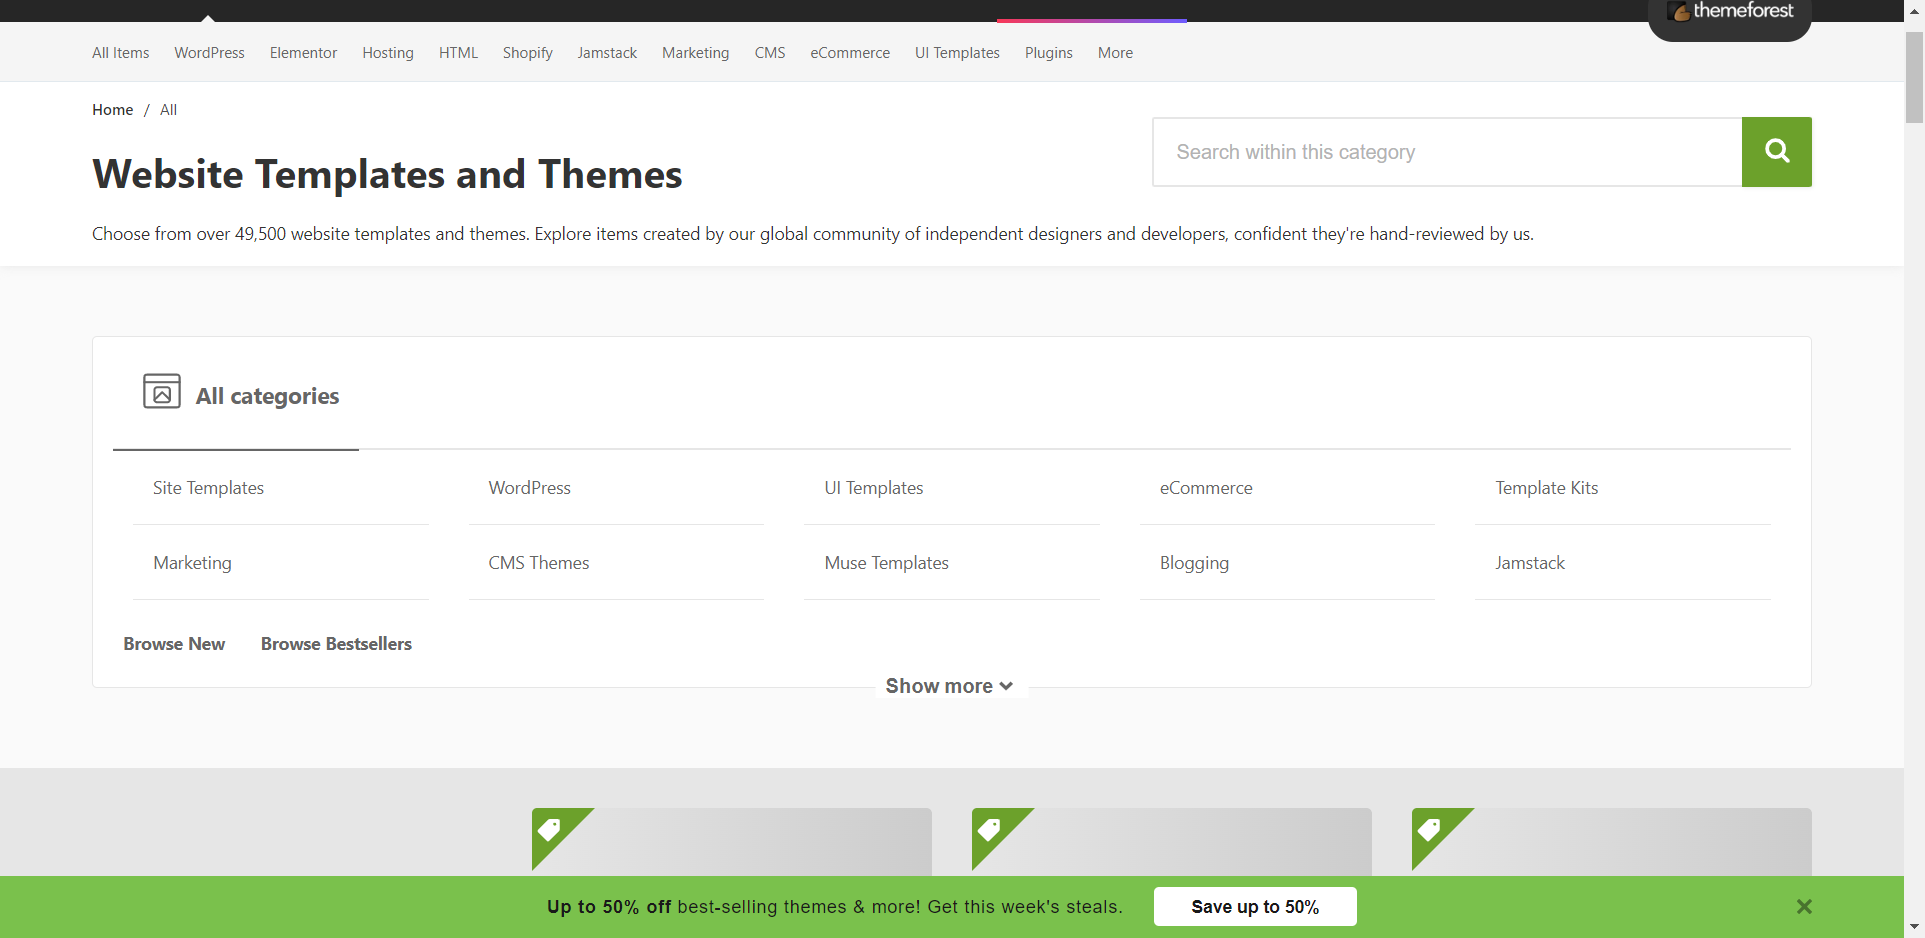 themeforest
All Items WordPress Elementor Hosting HTML Shopify Jamstack Marketing CMS eCommerce UI Templates Plugins More
Home / All
Search within this category
Website Templates and Themes
Choose from over 49,500 website templates and themes. Explore items created by our global community of independent designers and developers, confident they're hand-reviewed by us.
All categories
Site Templates WordPress UI Templates eCommerce Template Kits
Marketing CMS Themes Muse Templates Blogging Jamstack
Browse New Browse Bestsellers
Show more
Up to 50% off best-selling themes & more! Get this week's steals. Save up to 50%